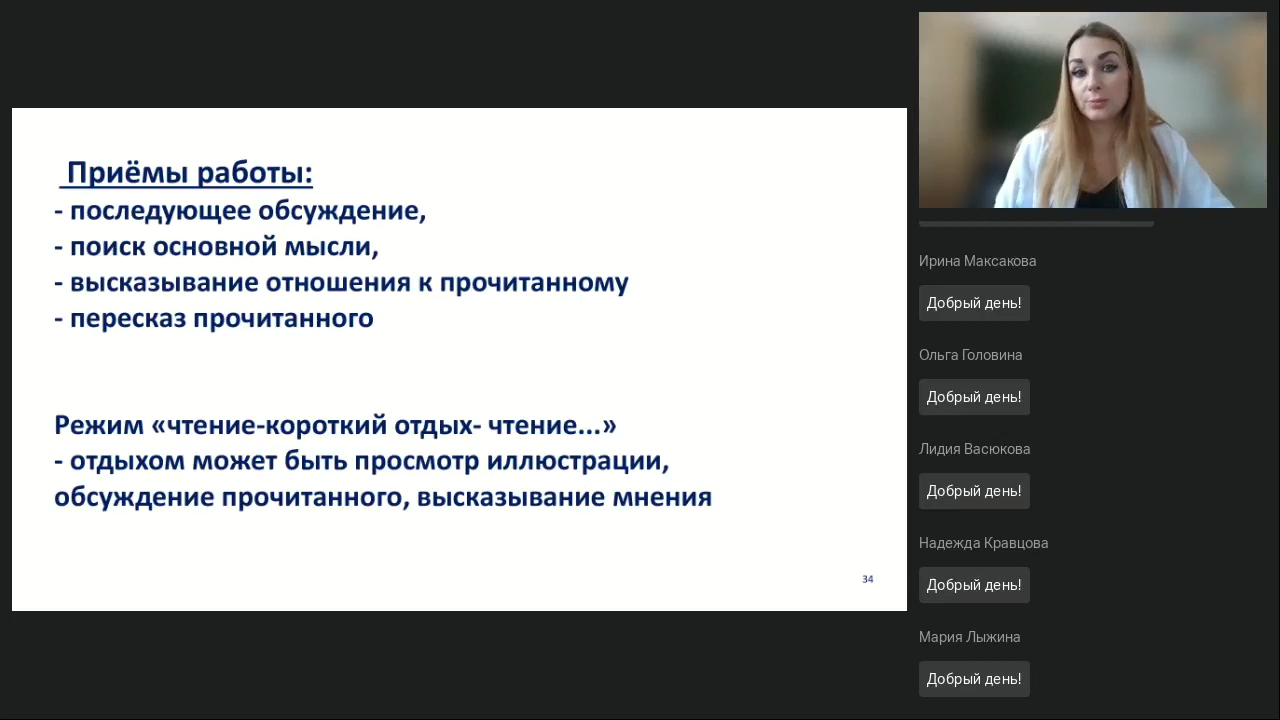 Приёмы работы:
- последующее обсуждение,
- поиск основной мысли,
- высказывание отношения к прочитанному
- пересказ прочитанного
Режим «чтение-короткий отдых- чтение...»
- отдыхом может быть просмотр иллюстрации,
обсуждение прочитанного, высказывание мнения
34
Ирина Максакова
Добрый день!
Ольга Головина
Добрый день!
Лидия Васюкова
Добрый день!
Надежда Кравцова
Добрый день!
Мария Лыжина
Добрый день!